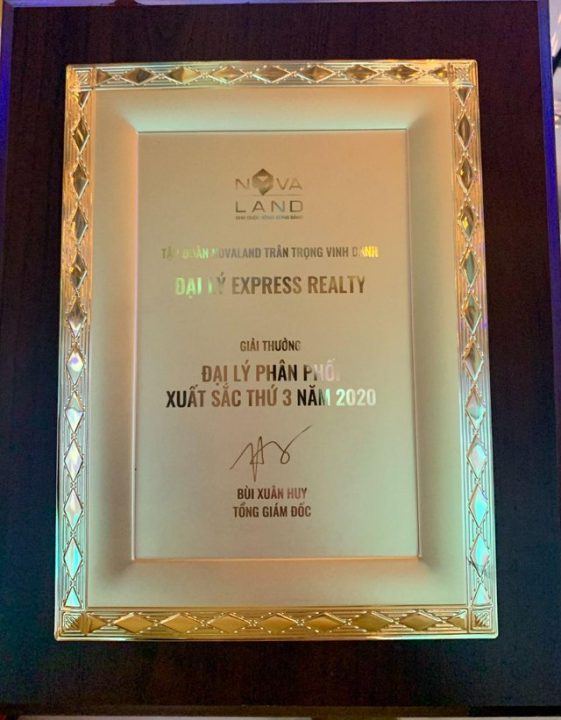 NOVA
LAND
TẬP ĐOÀN NOVALAND TRÂN TRỌNG VINH DANH
ĐẠI LÝ EXPRESS REALTY
GIẢI THƯỞNG
ĐẠI LÝ PHÂN PHỐI
XUẤT SẮC THỨ 3 NĂM 2020
BÙI XUÂN HUY
TỔNG GIÁM ĐỐC